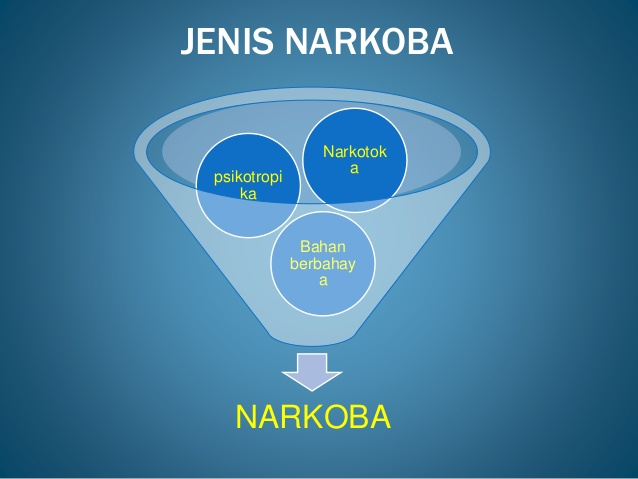 JENIS NARKOBA
Narkotok
a
psikotropi
ka
Bahan
berbahay
a
NARKOBA